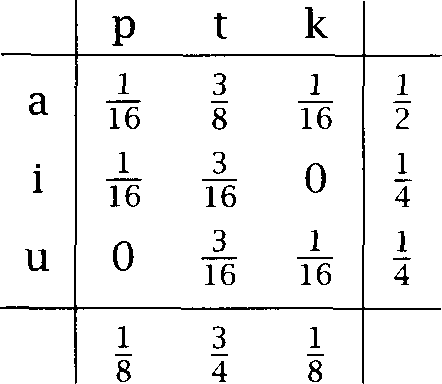 p t k
a 1/16 3/8 1/16 1/2
i 1/16 3/16 0 1/4
u 0 3/16 1/16 1/4
1/8 3/4 1/8